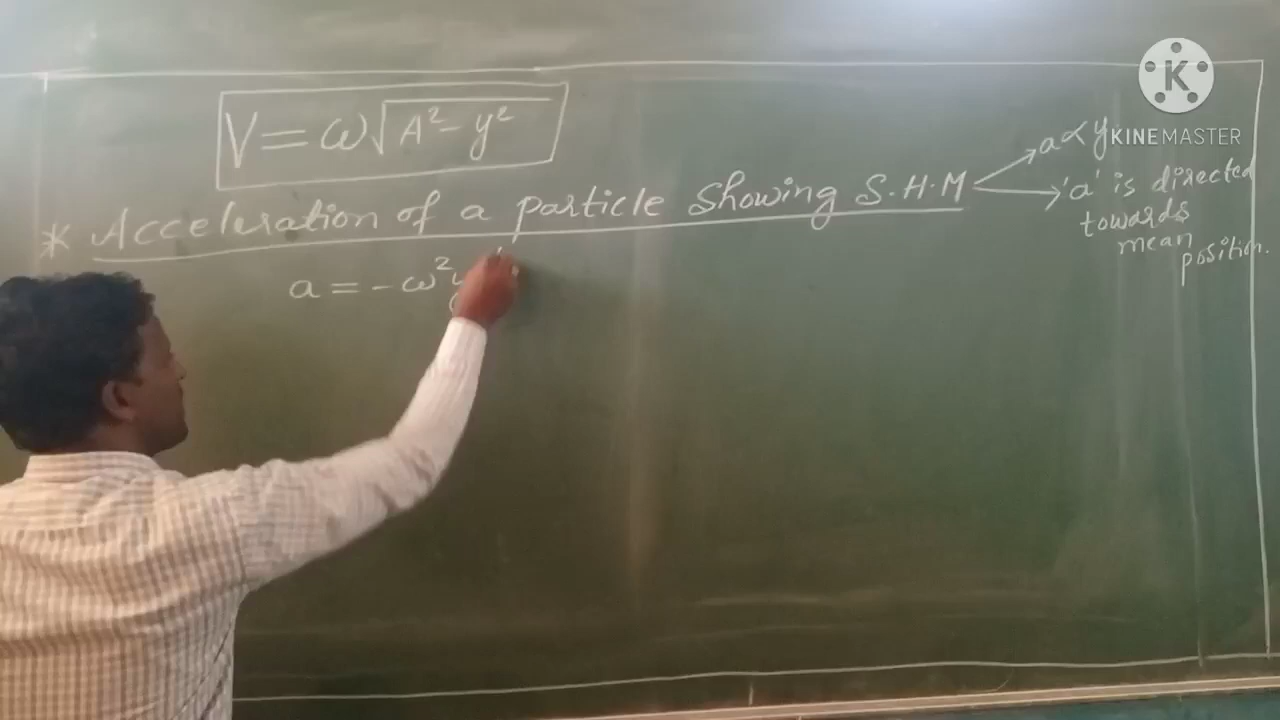 V = ω√A² - y²
* Acceleration of a particle showing S.H.M
a ∝ y
'a' is directed
towards
mean
position.
a = - ω²y
K
KINEMASTER